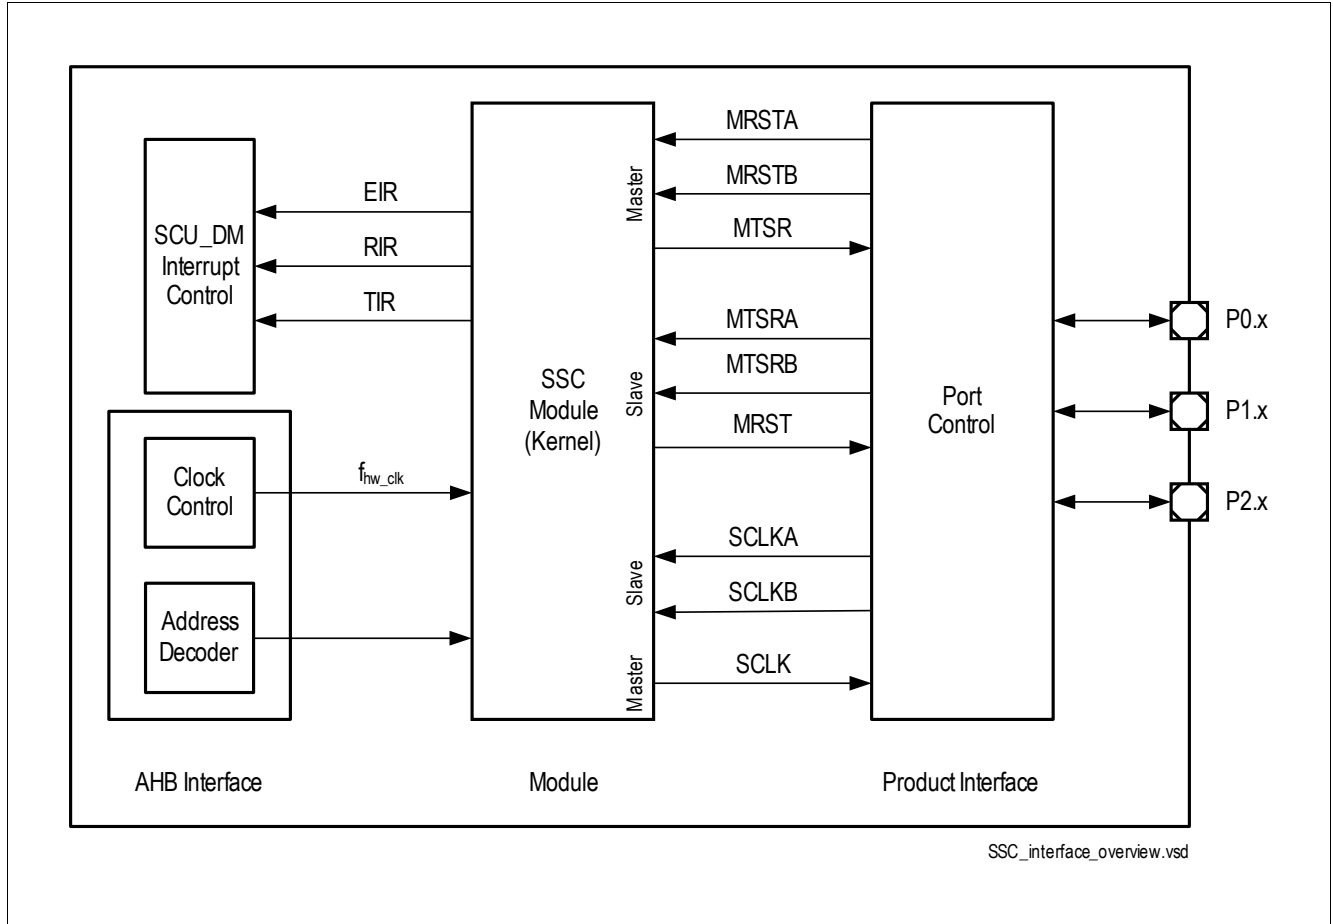 MRSTA
MRSTB
MTSR
Master
EIR
RIR
TIR
SCU_DM
Interrupt
Control
MTSRA
MTSRB
MRST
Slave
SSC
Module
(Kernel)
Port
Control
P0.x
P1.x
P2.x
Clock
Control
fhw_clk
SCLKA
SCLKB
Slave
Address
Decoder
SCLK
Master
AHB Interface
Module
Product Interface
SSC_interface_overview.vsd